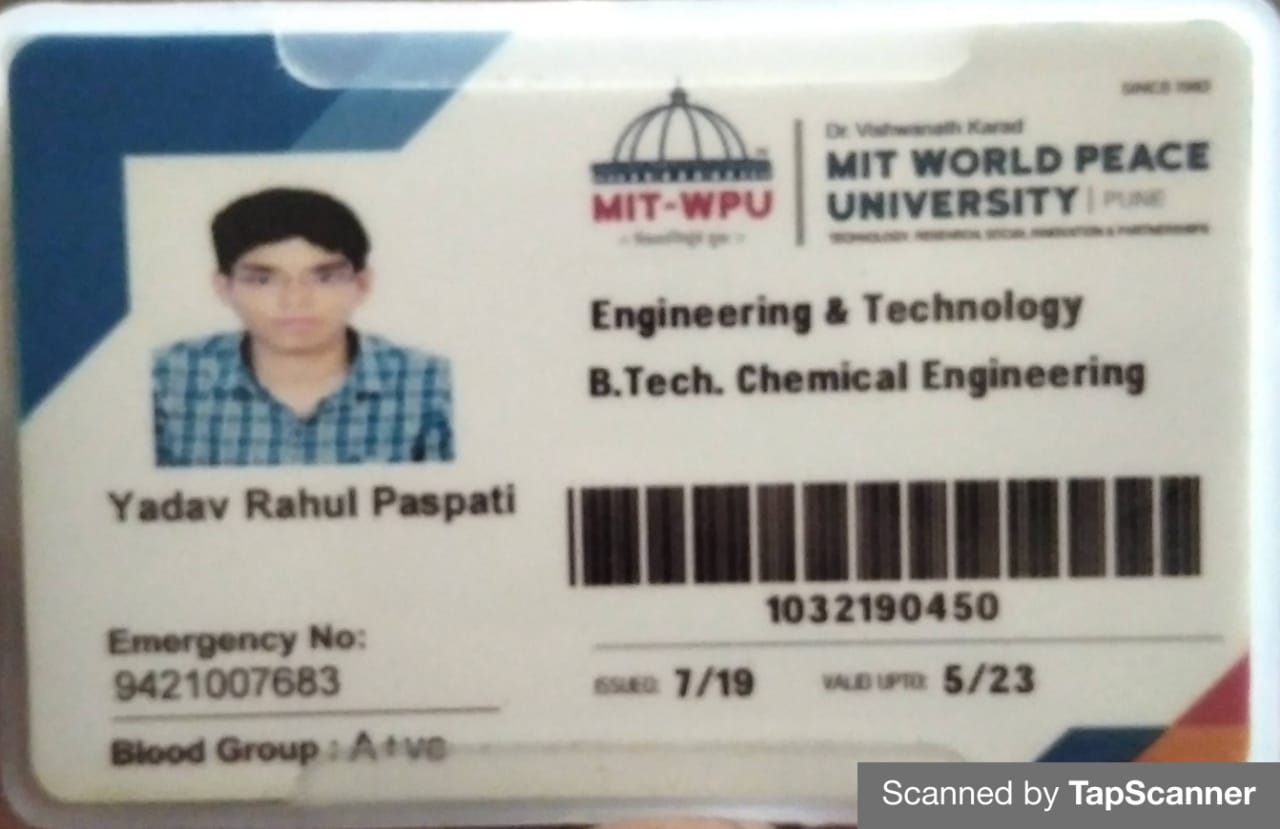 SINCE 1983
Dr. Vishwanath Karad
MIT WORLD PEACE
UNIVERSITY | PUNE
TECHNOLOGY, RESEARCH, SOCIAL INNOVATION & PARTNERSHIPS
MIT-WPU
Engineering & Technology
B.Tech. Chemical Engineering
Yadav Rahul Paspati
1032190450
Emergency No:
9421007683
ISSUED: 7/19 VALID UPTO: 5/23
Blood Group : A+ve
Scanned by TapScanner